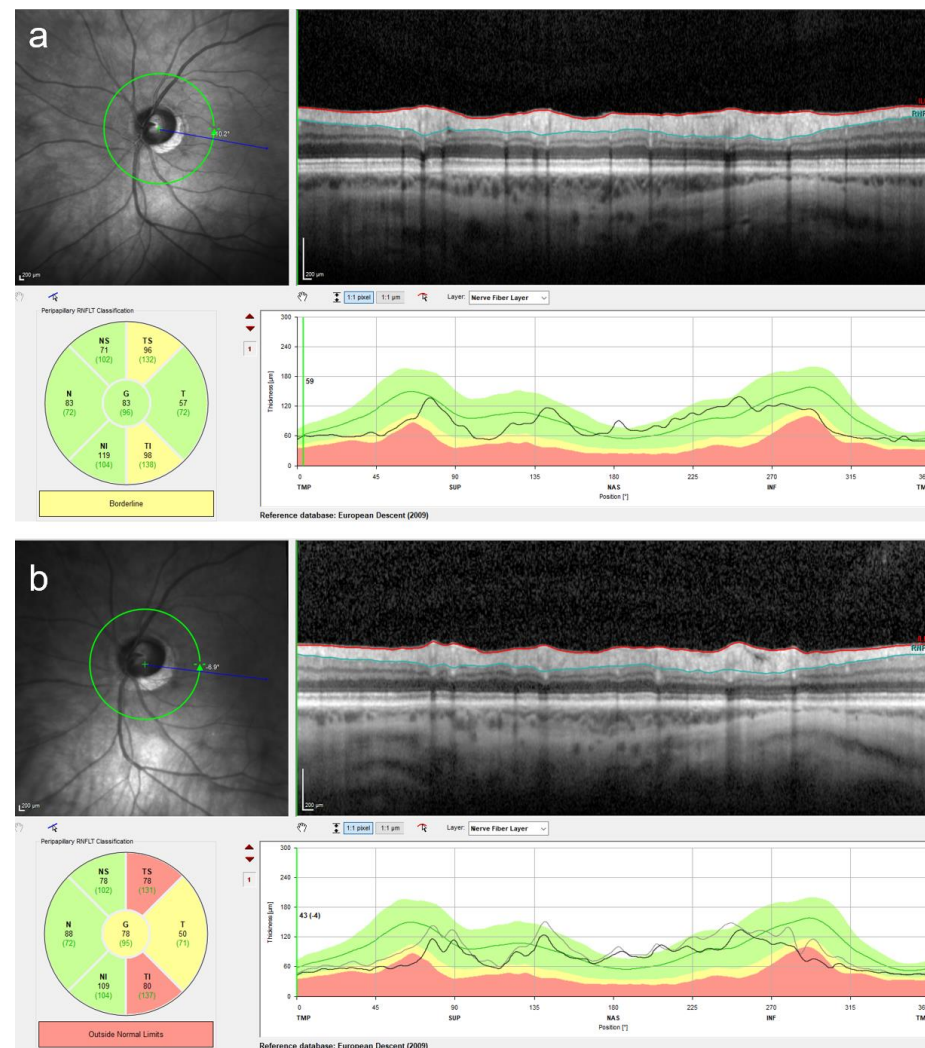 a
10.2°
200 µm
200 µm
1:1 pixel 1:1 µm Layer: Nerve Fiber Layer
Peripapillary RNFLT Classification
NS
71
(102)
TS
96
(132)
N
83
(72)
G
83
(96)
T
57
(72)
NI
119
(104)
TI
98
(138)
Borderline
1
Thickness [µm]
300
240
180
120
60
0
59
0 45 90 135 180 225 270 315
TMP SUP NAS INF
Position [°]
Reference database: European Descent (2009)
b
-6.9°
200 µm
200 µm
1:1 pixel 1:1 µm Layer: Nerve Fiber Layer
Peripapillary RNFLT Classification
NS
78
(102)
TS
78
(131)
N
88
(72)
G
78
(95)
T
50
(71)
NI
109
(104)
TI
80
(137)
Outside Normal Limits
1
Thickness [µm]
300
240
180
120
60
0
43 (-4)
0 45 90 135 180 225 270 315
TMP SUP NAS INF
Position [°]
Reference database: European Descent (2009)